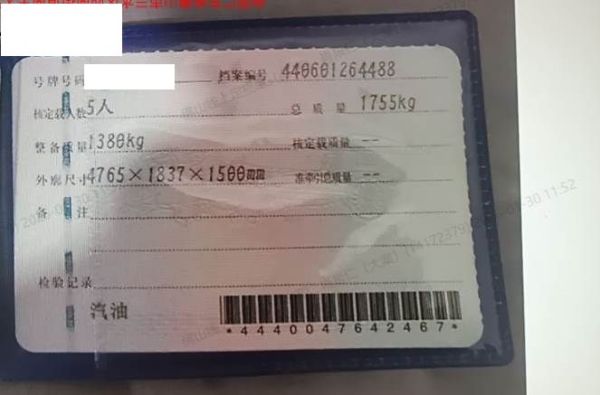 号牌号码 档案编号 440601264488
核定载人数 5人 总质量 1755kg
整备质量 1380kg 核定载质量 --
外廓尺寸 4765×1837×1500mm 准牵引总质量 --
备注
检验记录
汽油
*4440047642467*